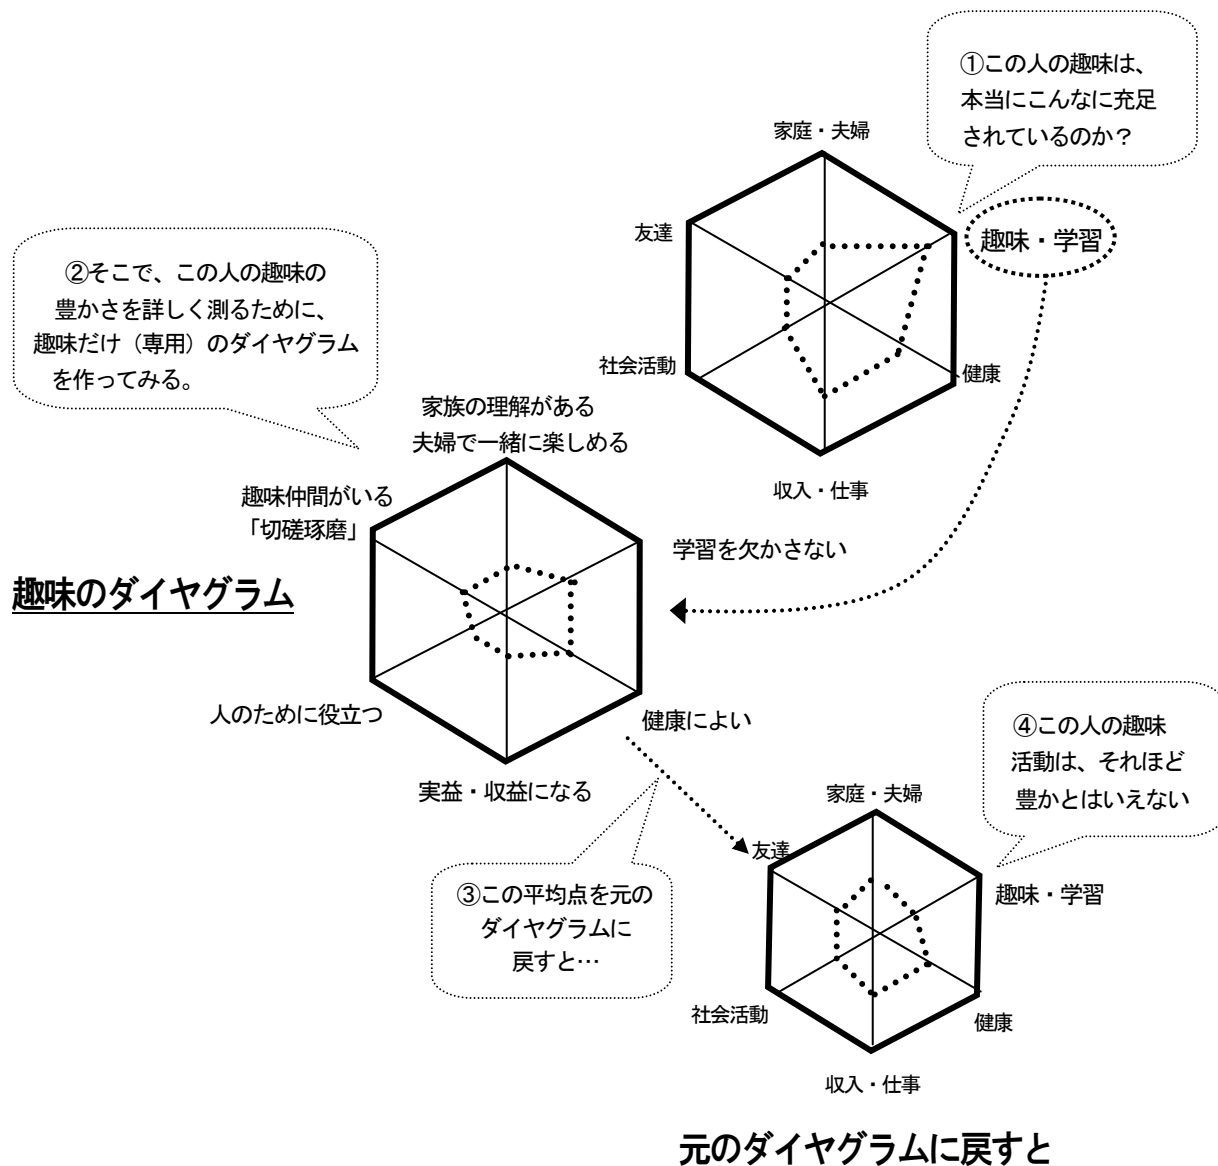 ①この人の趣味は、
本当にこんなに充足
されているのか？
家庭・夫婦
友達
趣味・学習
社会活動
健康
収入・仕事
②そこで、この人の趣味の
豊かさを詳しく測るために、
趣味だけ（専用）のダイヤグラム
を作ってみる。
家族の理解がある
夫婦で一緒に楽しめる
趣味仲間がいる
「切磋琢磨」
学習を欠かさない
趣味のダイヤグラム
人のために役立つ
健康によい
実益・収益になる
③この平均点を元の
ダイヤグラムに
戻すと…
④この人の趣味
活動は、それほど
豊かとはいえない
家庭・夫婦
友達
趣味・学習
社会活動
健康
収入・仕事
元のダイヤグラムに戻すと